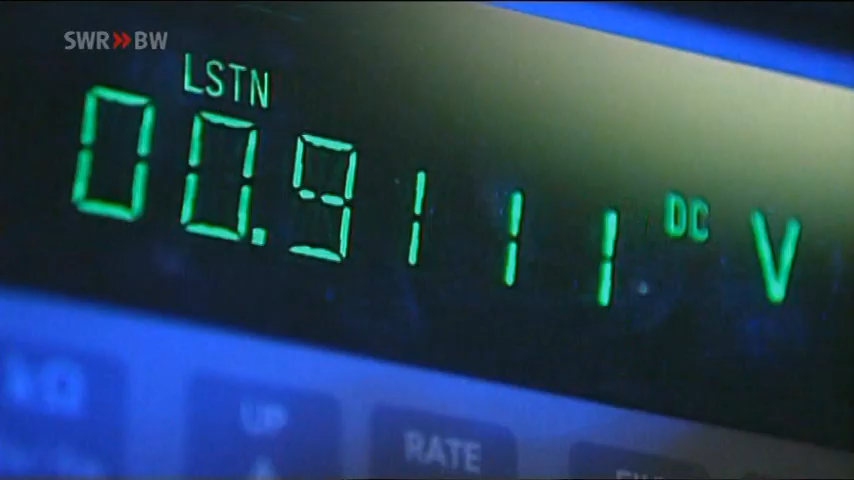 SWR»BW
LSTN
00.9111 DC V
UP
RATE